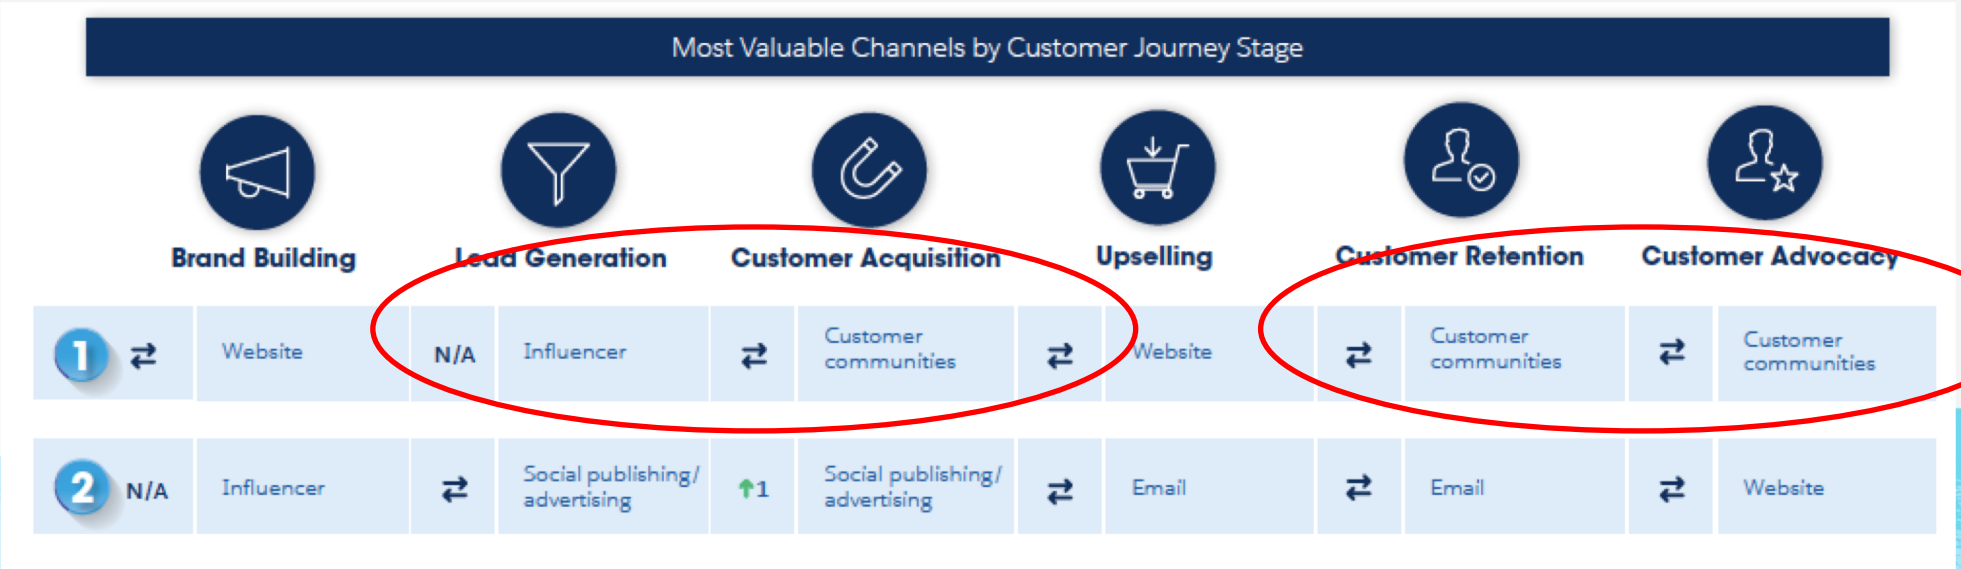 Most Valuable Channels by Customer Journey Stage
Brand Building
Lead Generation
Customer Acquisition
Upselling
Customer Retention
Customer Advocacy
1
Website
N/A
Influencer
Customer
communities
Website
Customer
communities
Customer
communities
2
N/A
Influencer
Social publishing/
advertising
1
Social publishing/
advertising
Email
Email
Website